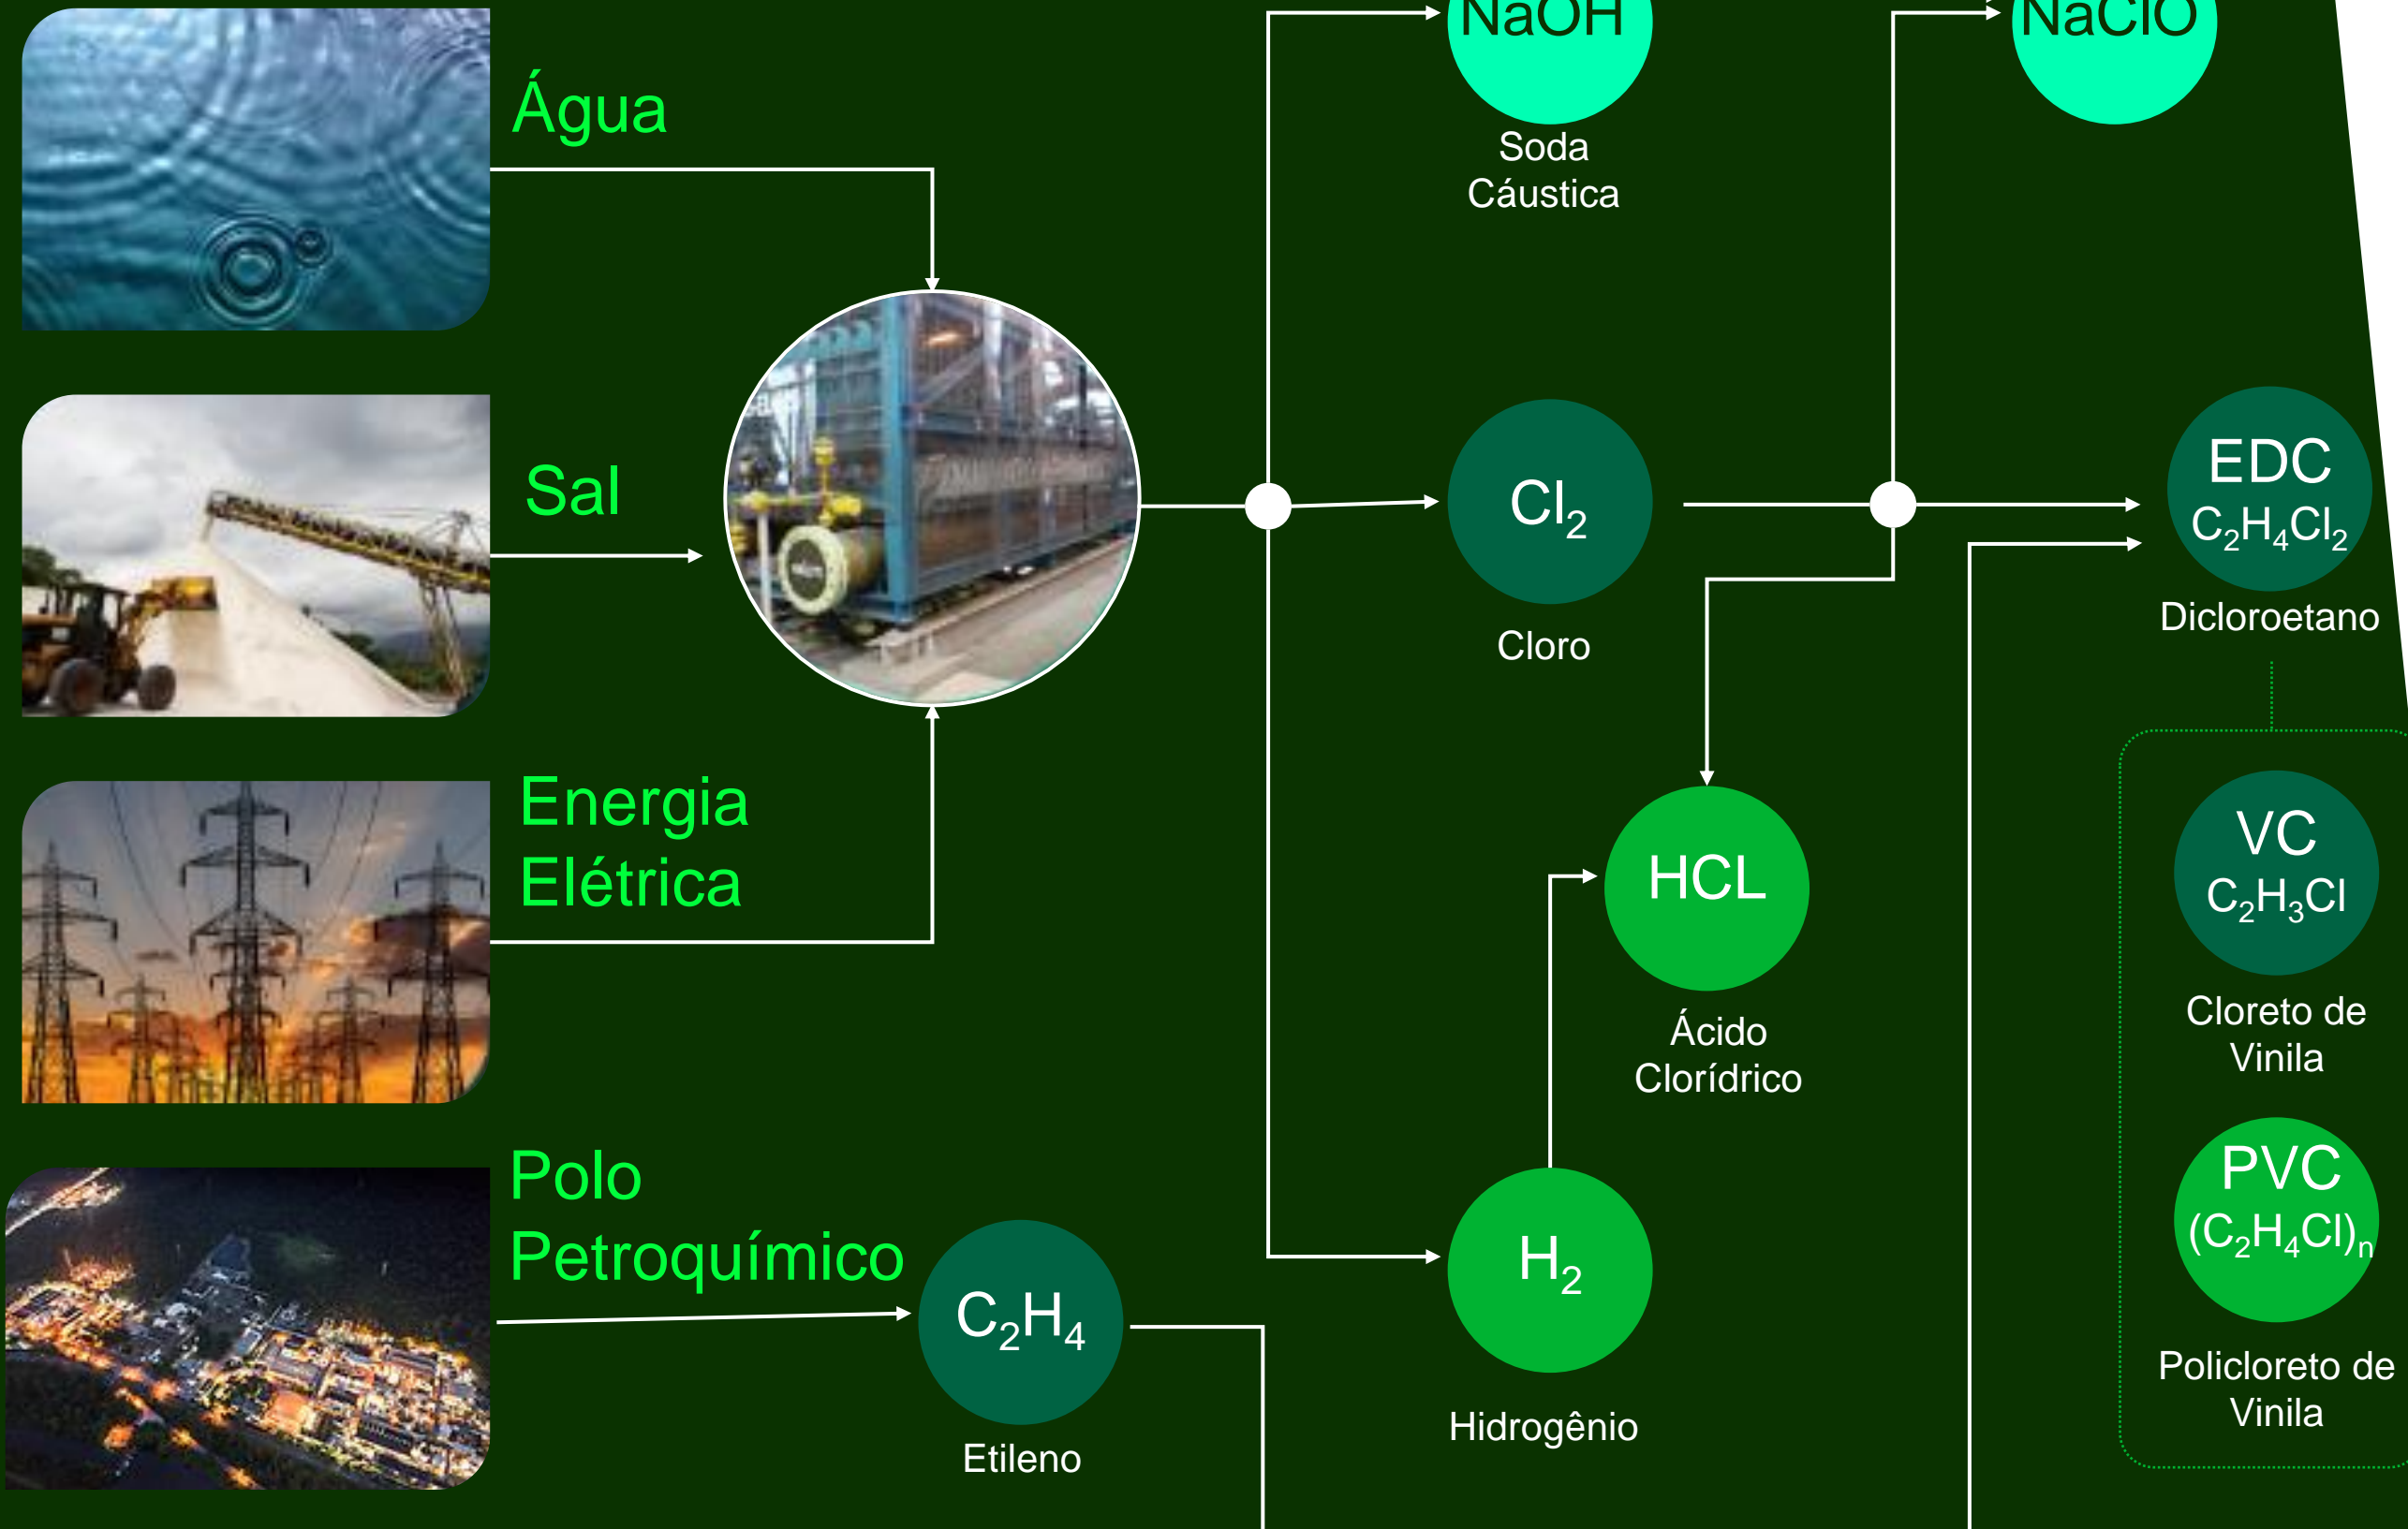 NaOH
NaClO
Água
Soda
Cáustica
Sal
Cl₂
Cloro
EDC
C₂H₄Cl₂
Dicloroetano
Energia
Elétrica
HCL
Ácido
Clorídrico
VC
C₂H₃Cl
Cloreto de
Vinila
Polo
Petroquímico
C₂H₄
Etileno
H₂
Hidrogênio
PVC
(C₂H₄Cl)ₙ
Policloreto de
Vinila